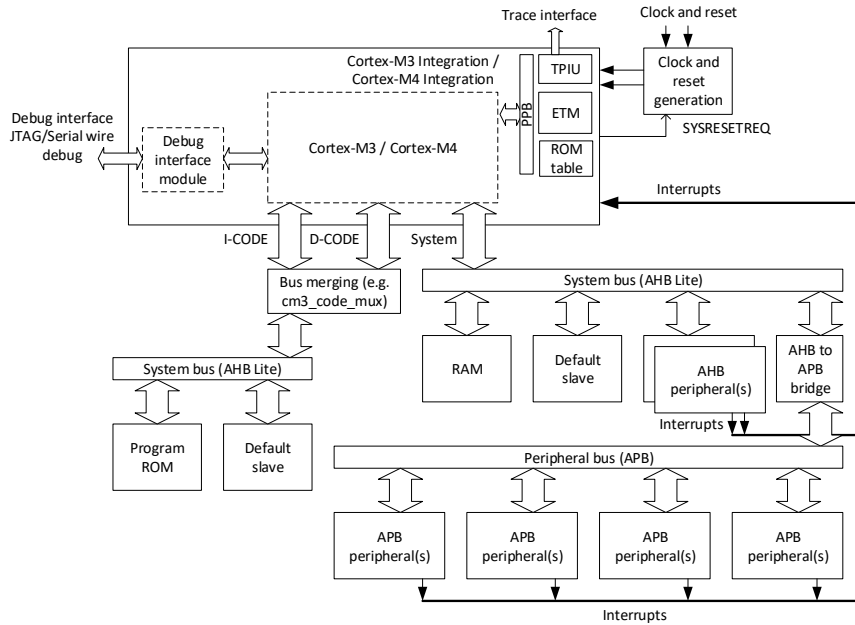 Trace interface
Clock and reset
Cortex-M3 Integration /
Cortex-M4 Integration
PPB
TPIU
ETM
ROM
table
Clock and
reset
generation
SYSRESETREQ
Debug interface
JTAG/Serial wire
debug
Debug
interface
module
Cortex-M3 / Cortex-M4
Interrupts
I-CODE
D-CODE
System
Bus merging (e.g.
cm3_code_mux)
System bus (AHB Lite)
RAM
Default
slave
AHB
peripheral(s)
AHB to
APB
bridge
System bus (AHB Lite)
Interrupts
Program
ROM
Default
slave
Peripheral bus (APB)
APB
peripheral(s)
APB
peripheral(s)
APB
peripheral(s)
APB
peripheral(s)
Interrupts